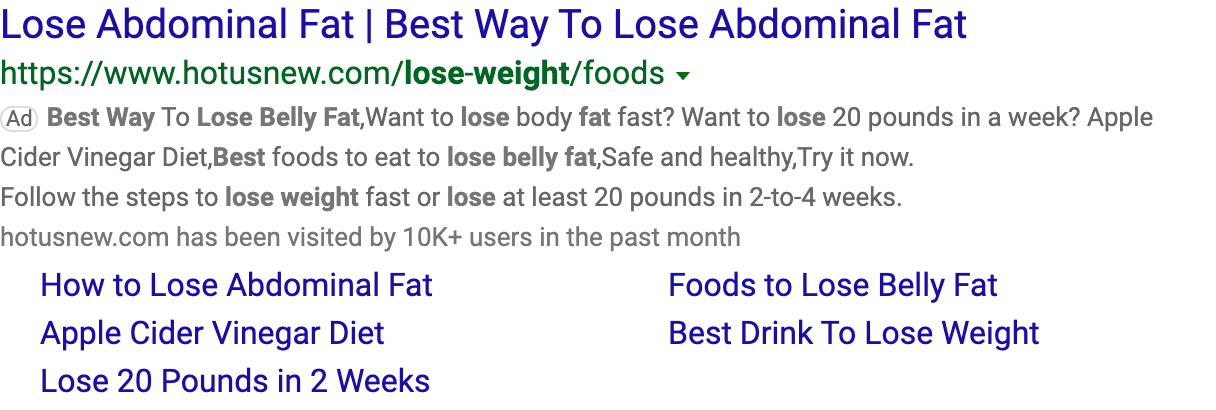 Lose Abdominal Fat | Best Way To Lose Abdominal Fat
https://www.hotusnew.com/lose-weight/foods
Ad Best Way To Lose Belly Fat,Want to lose body fat fast? Want to lose 20 pounds in a week? Apple
Cider Vinegar Diet,Best foods to eat to lose belly fat,Safe and healthy,Try it now.
Follow the steps to lose weight fast or lose at least 20 pounds in 2-to-4 weeks.
hotusnew.com has been visited by 10K+ users in the past month
How to Lose Abdominal Fat
Foods to Lose Belly Fat
Apple Cider Vinegar Diet
Best Drink To Lose Weight
Lose 20 Pounds in 2 Weeks